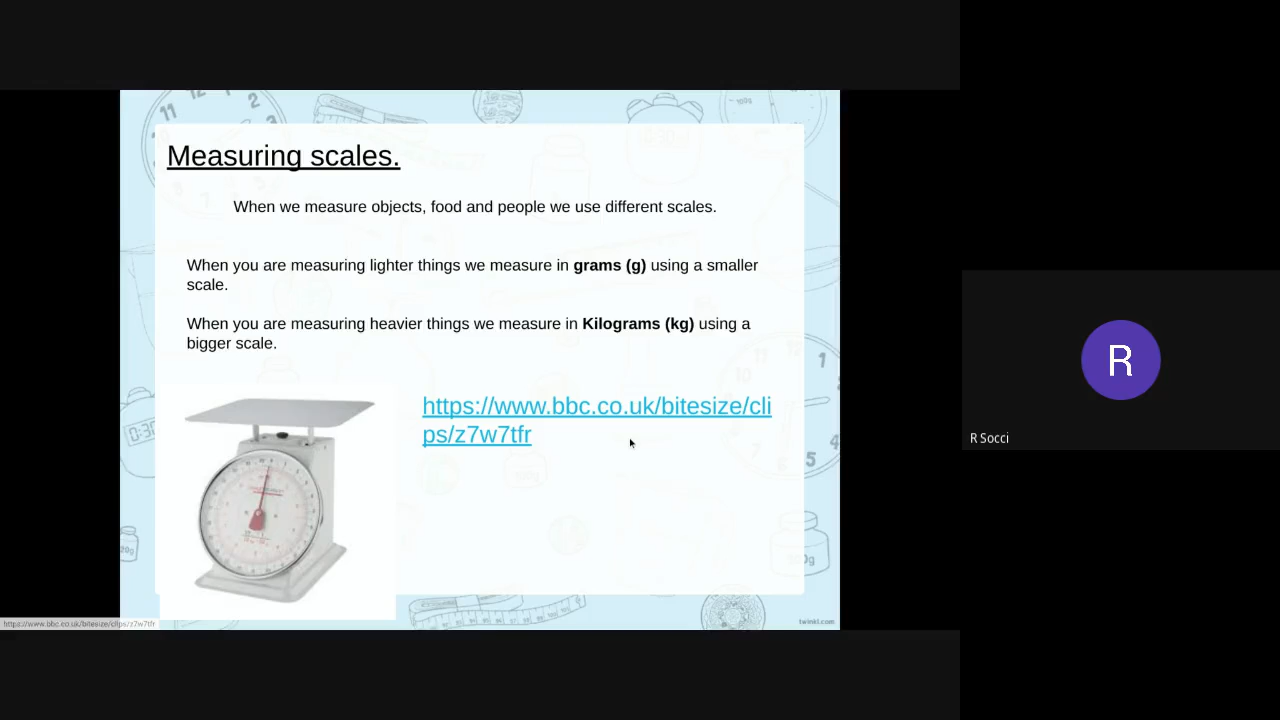 Measuring scales.
When we measure objects, food and people we use different scales.
When you are measuring lighter things we measure in grams (g) using a smaller
scale.
When you are measuring heavier things we measure in Kilograms (kg) using a
bigger scale.
https://www.bbc.co.uk/bitesize/cli
ps/z7w7tfr
R
R Socci
twinkl.com
https://www.bbc.co.uk/bitesize/clips/z7w7tfr